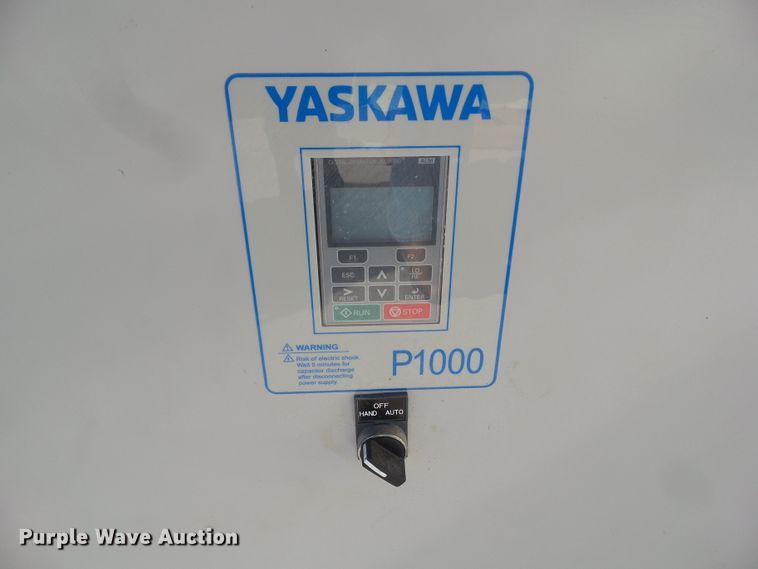 YASKAWA
ALM
F1
F2
ESC
LO
RE
RESET
ENTER
RUN
STOP
WARNING
Risk of electric shock.
Wait 5 minutes for
capacitor discharge
after disconnecting
power supply.
P1000
OFF
HAND AUTO
Purple Wave Auction